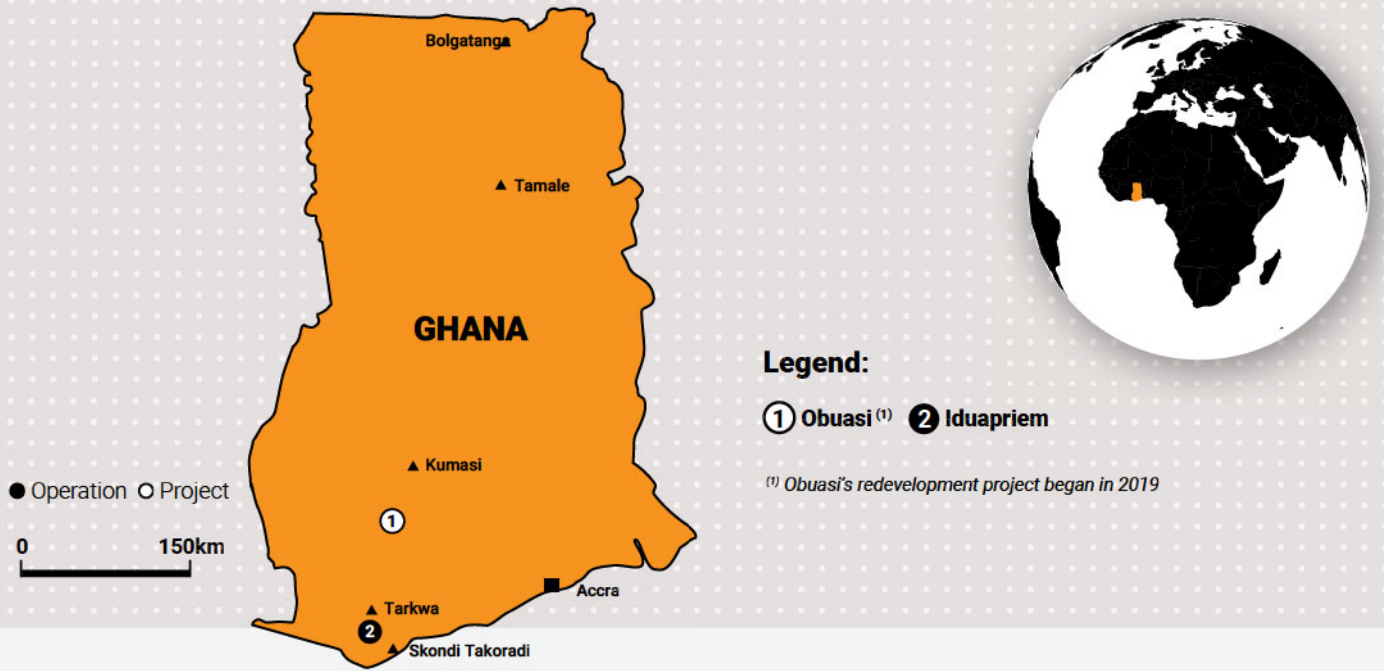 Bolgatanga
Tamale
GHANA
Legend:
1 Obuasi (1) 2 Iduapriem
Kumasi
(1) Obuasi's redevelopment project began in 2019
Operation Project
1
0 150km
Accra
Tarkwa
2
Skondi Takoradi